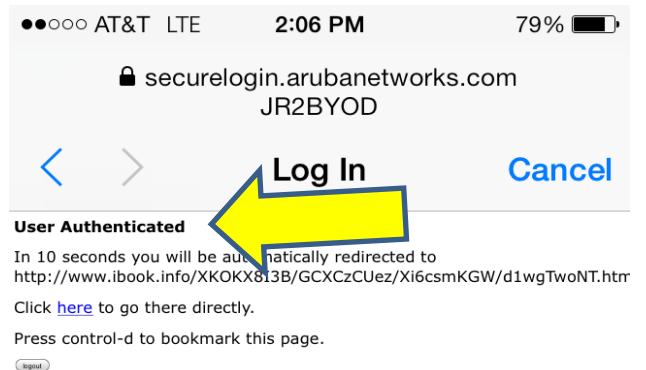 AT&T LTE 2:06 PM 79%
securelogin.arubanetworks.com
JR2BYOD
Log In Cancel
User Authenticated
In 10 seconds you will be automatically redirected to
http://www.ibook.info/XKOKX8I3B/GCXCzCUez/Xi6csmKGW/d1wgTwoNT.htm
Click here to go there directly.
Press control-d to bookmark this page.
logout